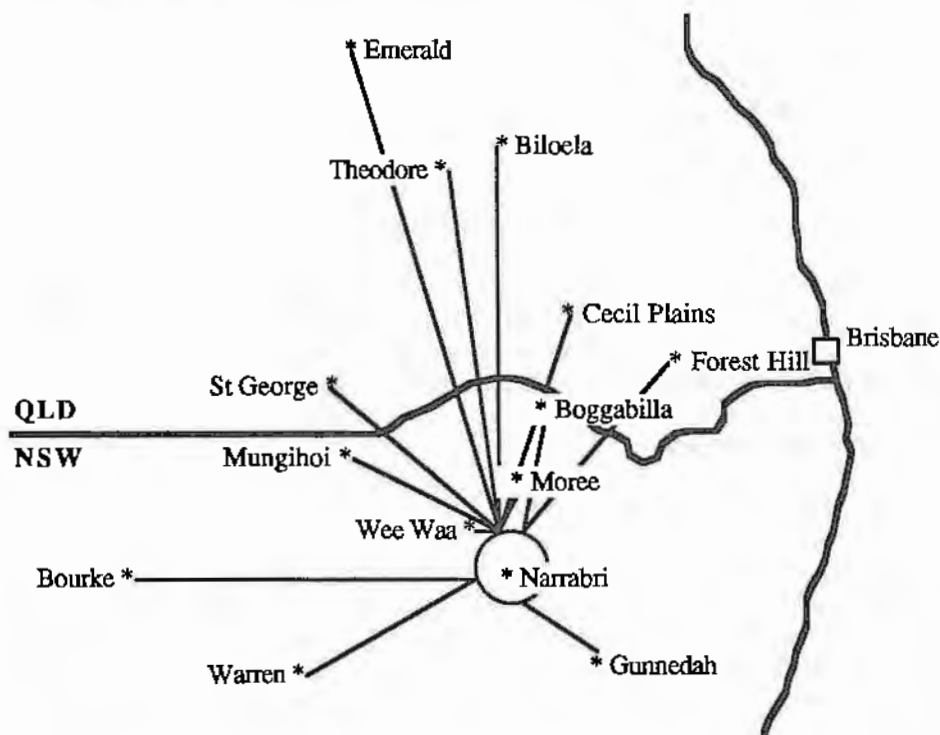 * Emerald
* Biloela
Theodore *
* Cecil Plains
Brisbane
* Forest Hill
St George *
* Boggabilla
QLD
NSW
Mungihoi *
* Moree
Wee Waa *
Bourke *
* Narrabri
Warren *
* Gunnedah